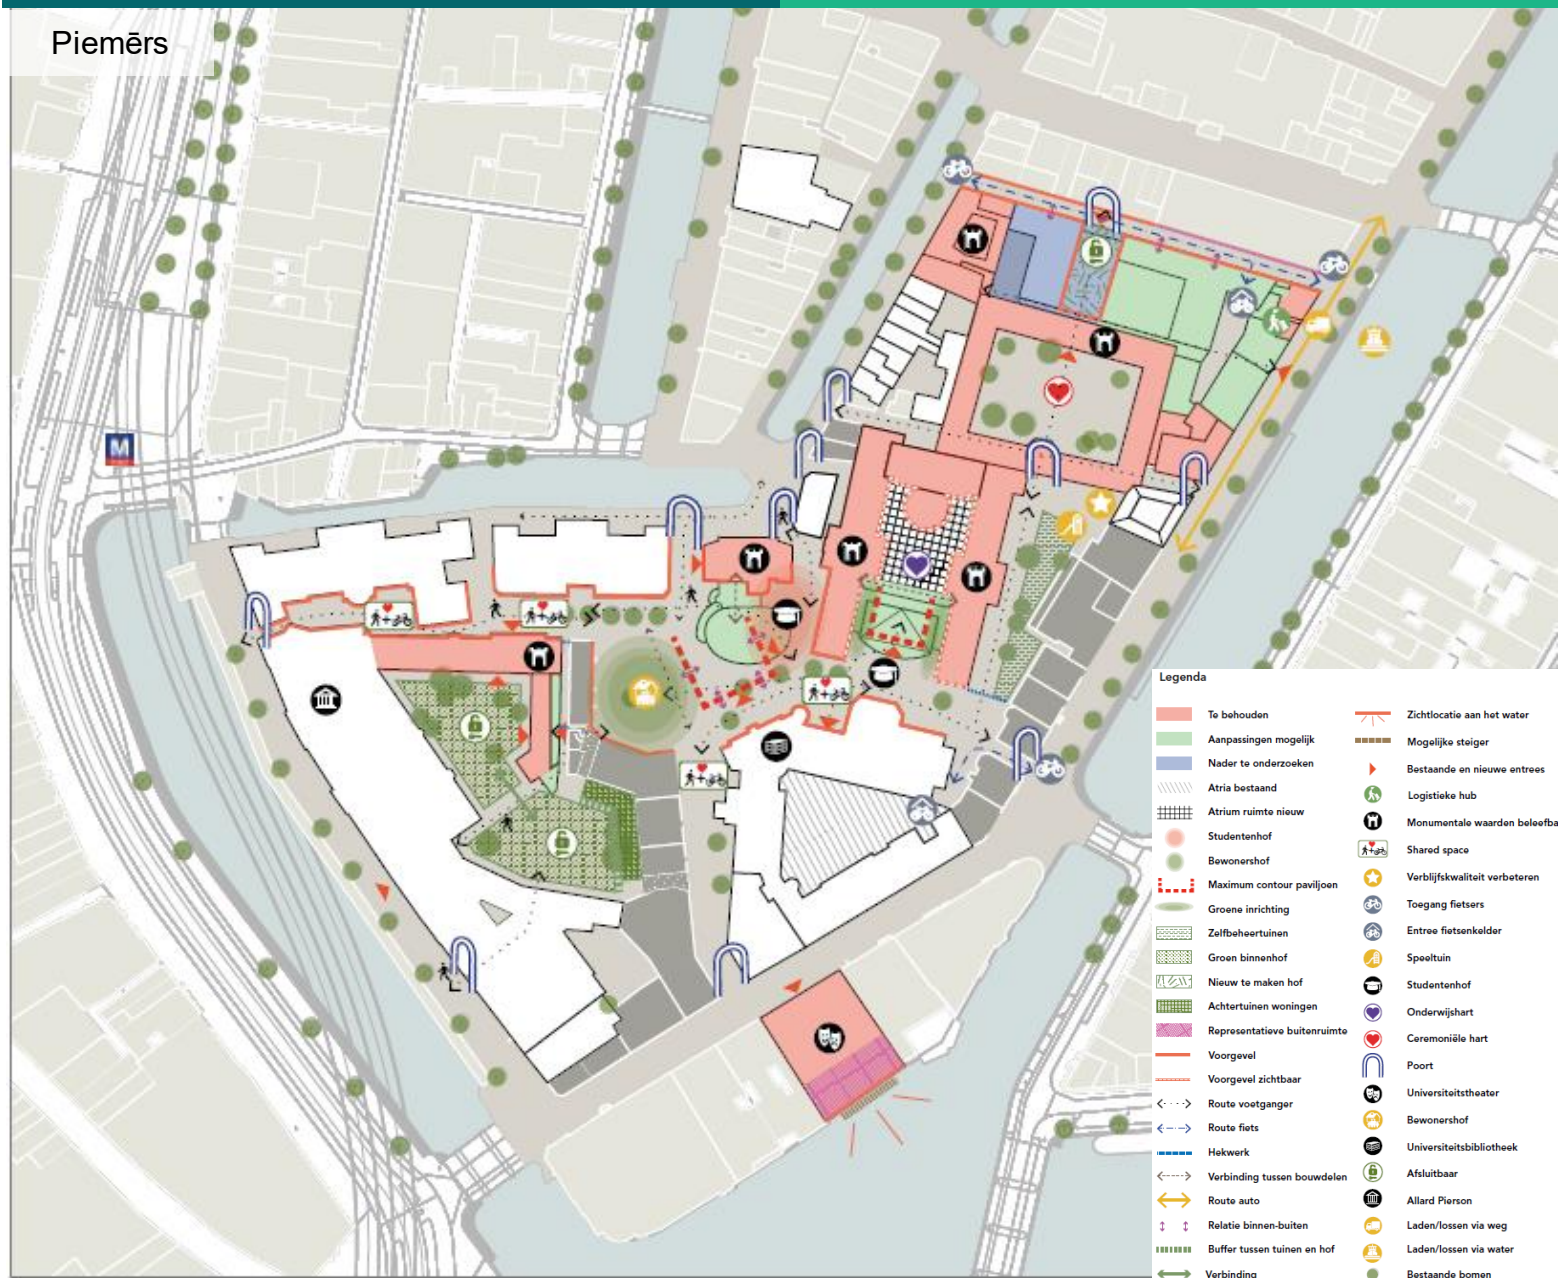 Piemērs
M
Legenda
Te behouden
Aanpassingen mogelijk
Nader te onderzoeken
Atria bestaand
Atrium ruimte nieuw
Studentenhof
Bewonershof
Maximum contour paviljoen
Groene inrichting
Zelfbeheertuinen
Groen binnenhof
Nieuw te maken hof
Achtertuinen woningen
Representatieve buitenruimte
Voorgevel
Voorgevel zichtbaar
Route voetganger
Route fiets
Hekwerk
Verbinding tussen bouwdelen
Route auto
Relatie binnen-buiten
Buffer tussen tuinen en hof
Verbinding
Zichtlocatie aan het water
Mogelijke steiger
Bestaande en nieuwe entrees
Logistieke hub
Monumentale waarden beleefba
Shared space
Verblijfskwaliteit verbeteren
Toegang fietsers
Entree fietsenkelder
Speeltuin
Studentenhof
Onderwijshart
Ceremoniële hart
Poort
Universiteitstheater
Bewonershof
Universiteitsbibliotheek
Afsluitbaar
Allard Pierson
Laden/lossen via weg
Laden/lossen via water
Bestaande bomen